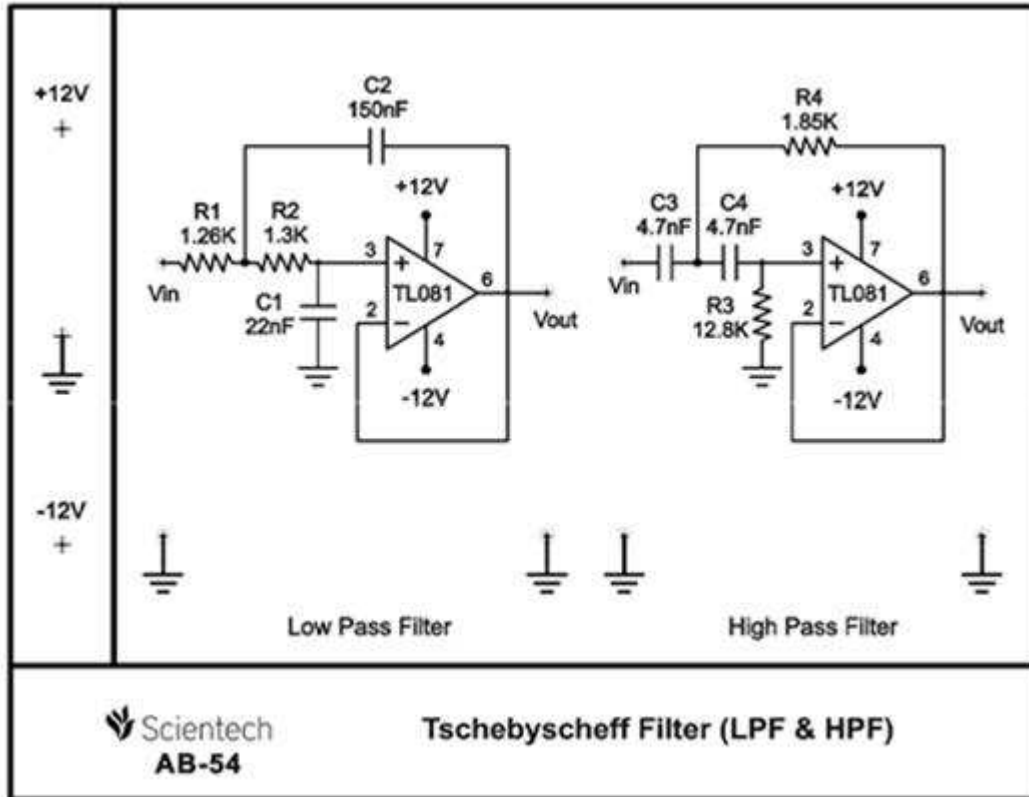 +12V
-12V
C2
150nF
+12V
R1
1.26K
R2
1.3K
3
+
7
TL081
6
Vin
C1
22nF
2
-
4
Vout
-12V
Low Pass Filter
R4
1.85K
+12V
C3
4.7nF
C4
4.7nF
3
+
7
TL081
6
Vin
R3
12.8K
2
-
4
Vout
-12V
High Pass Filter
Scientech
AB-54
Tschebyscheff Filter (LPF & HPF)